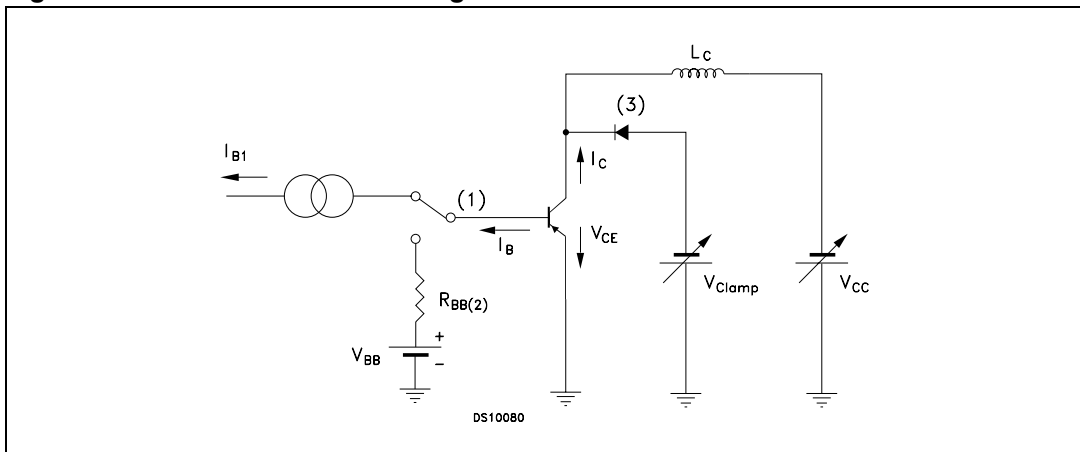 L_C
(3)
I_B1
I_C
(1)
I_B
V_CE
V_Clamp
V_CC
R_BB(2)
V_BB
+
-
DS10080